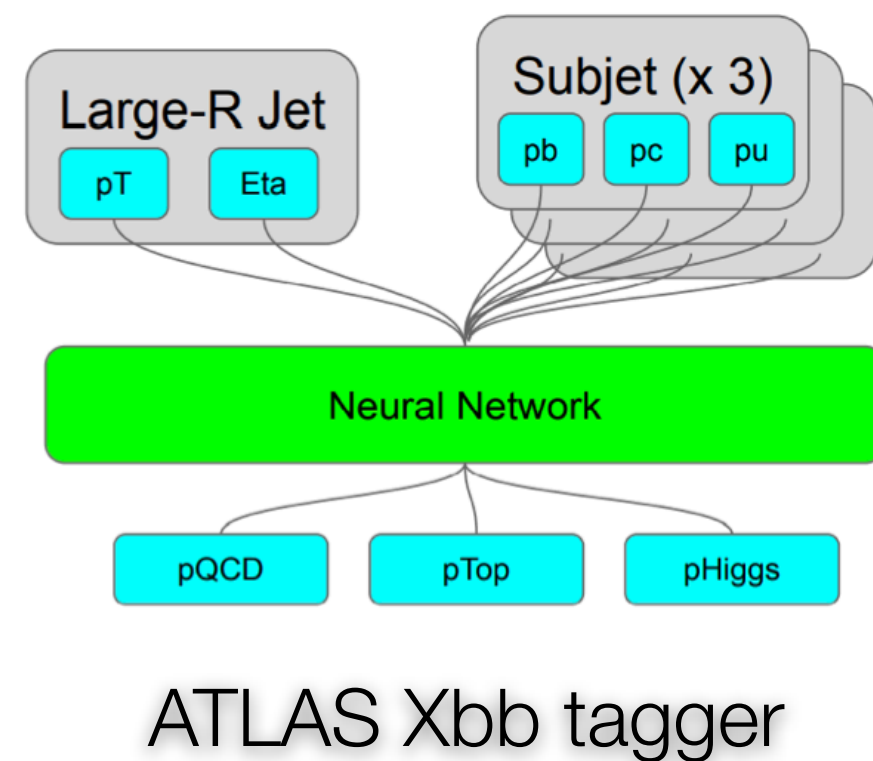 Large-R Jet
pT Eta
Subjet (x 3)
pb pc pu
Neural Network
pQCD pTop pHiggs
ATLAS Xbb tagger